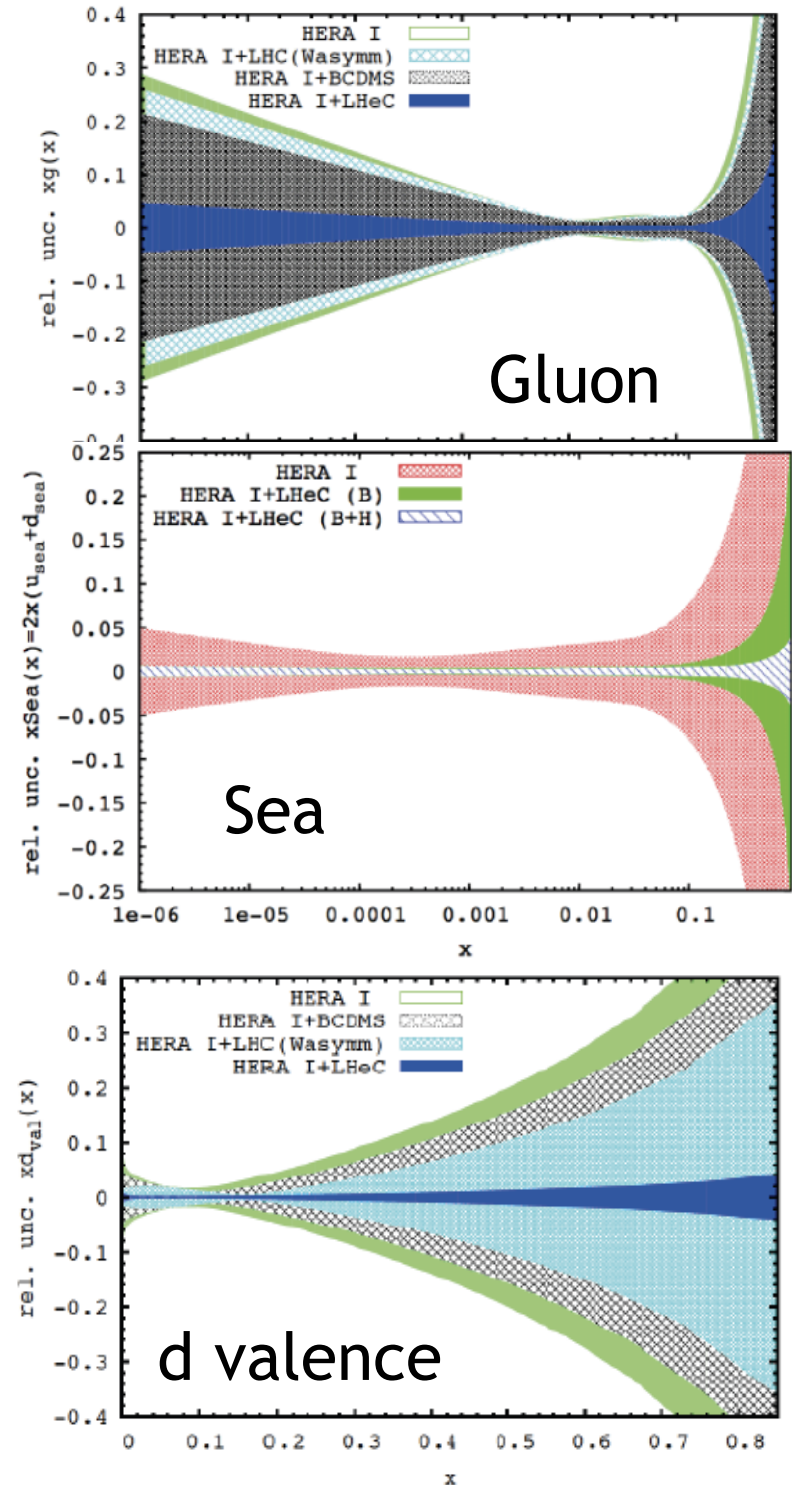 0.4
HERA I
HERA I+LHC(Wasymm)
HERA I+BCDMS
HERA I+LHeC
0.3
0.2
0.1
0
-0.1
-0.2
-0.3
-0.4
rel. unc. xg(x)
Gluon
0.25
HERA I
HERA I+LHeC (B)
HERA I+LHeC (B+H)
0.2
0.15
0.1
0.05
0
-0.05
-0.1
-0.15
-0.2
-0.25
rel. unc. xSea(x)=2x(u_sea+d_sea)
Sea
1e-06 1e-05 0.0001 0.001 0.01 0.1
x
0.4
HERA I
HERA I+BCDMS
HERA I+LHC(Wasymm)
HERA I+LHeC
0.3
0.2
0.1
0
-0.1
-0.2
-0.3
-0.4
rel. unc. xd_val(x)
d valence
0 0.1 0.2 0.3 0.4 0.5 0.6 0.7 0.8
x